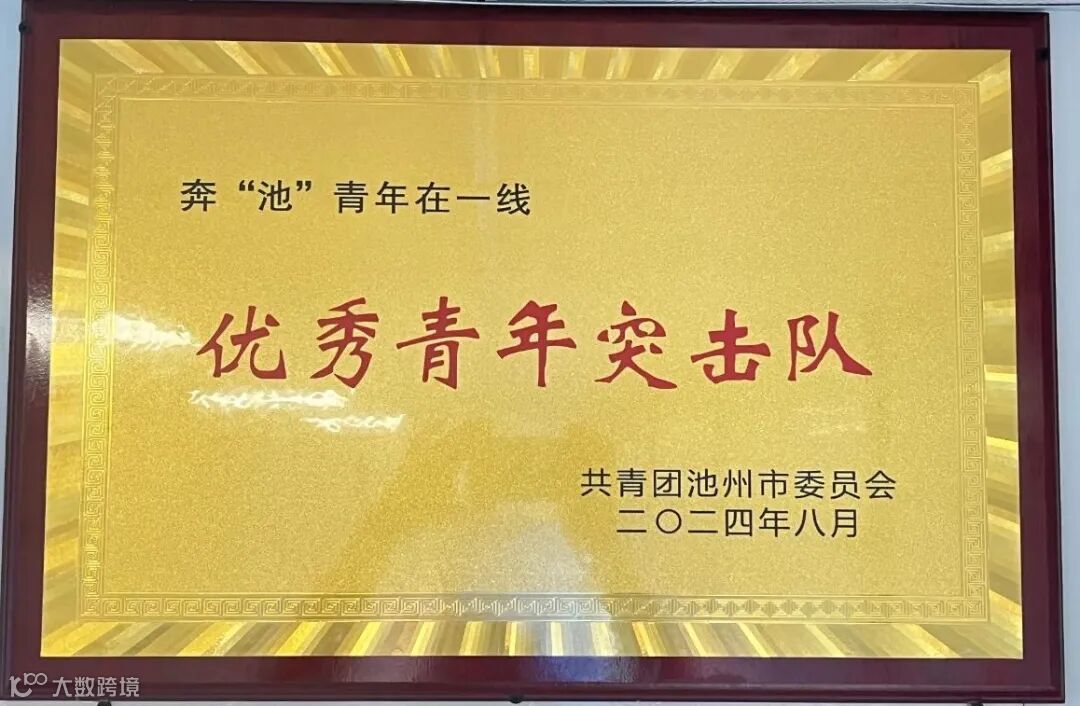 奔“池”青年在一线
优秀青年突击队
共青团池州市委员会
二〇二四年八月
大数跨境